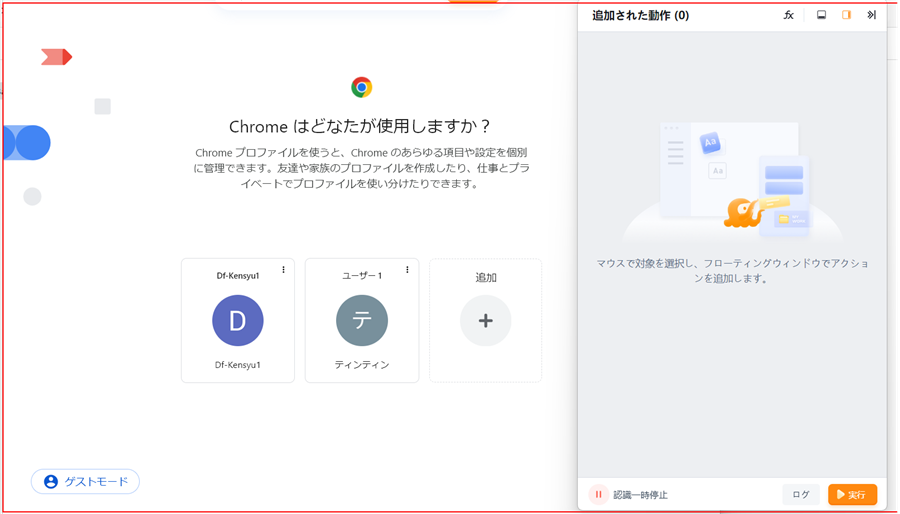 追加された動作 (0)
fx
Chrome はどなたが使用しますか？
Chrome プロファイルを使うと、Chrome のあらゆる項目や設定を個別
に管理できます。友達や家族のプロファイルを作成したり、仕事とプラ
イベートでプロファイルを使い分けたりできます。
Df-Kensyu1
D
Df-Kensyu1
ユーザー 1
テ
ティンティン
追加
ゲストモード
Aa
Aa
マウスで対象を選択し、フローティングウィンドウでアクショ
ンを追加します。
認識一時停止
ログ
実行